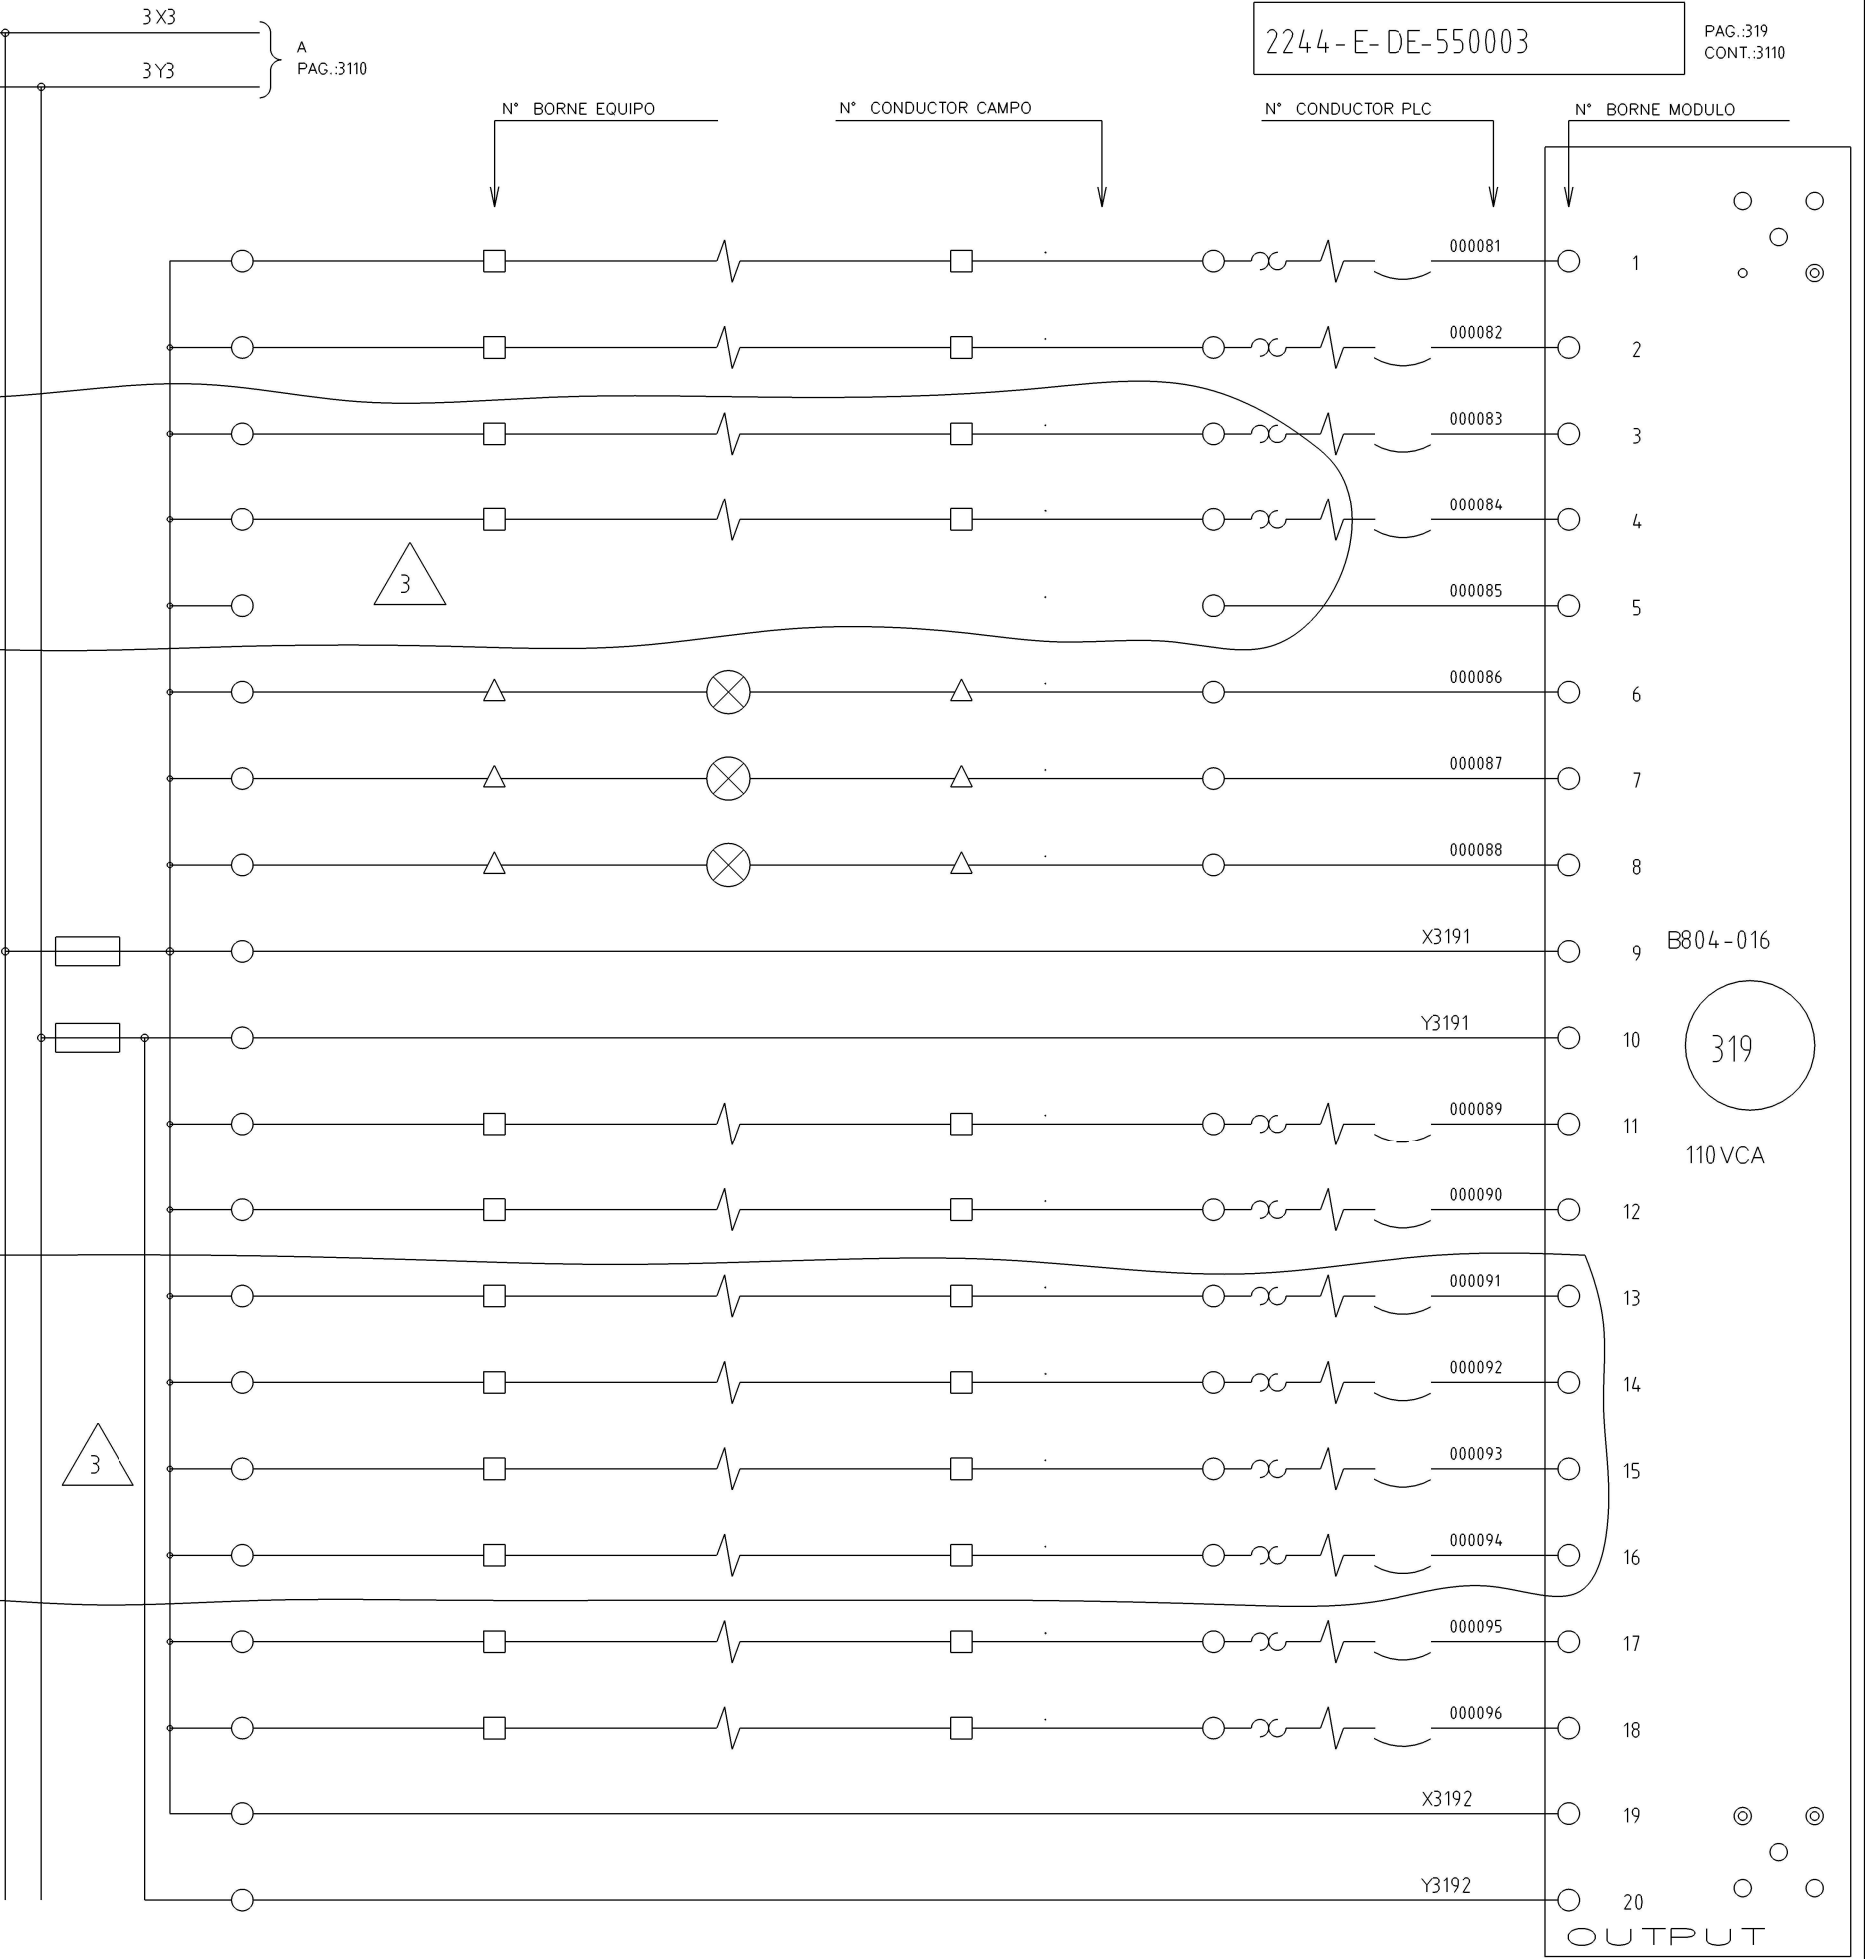 3X3
A
PAG.:3110
3Y3
2244-E-DE-550003
PAG.:319
CONT.:3110
N° BORNE EQUIPO
N° CONDUCTOR CAMPO
N° CONDUCTOR PLC
N° BORNE MODULO
000081 1
000082 2
000083 3
000084 4
3
000085 5
000086 6
000087 7
000088 8
X3191 9 B804-016
Y3191 10 319
000089 11
110 VCA
000090 12
000091 13
000092 14
3
000093 15
000094 16
000095 17
000096 18
X3192 19
Y3192 20
OUTPUT